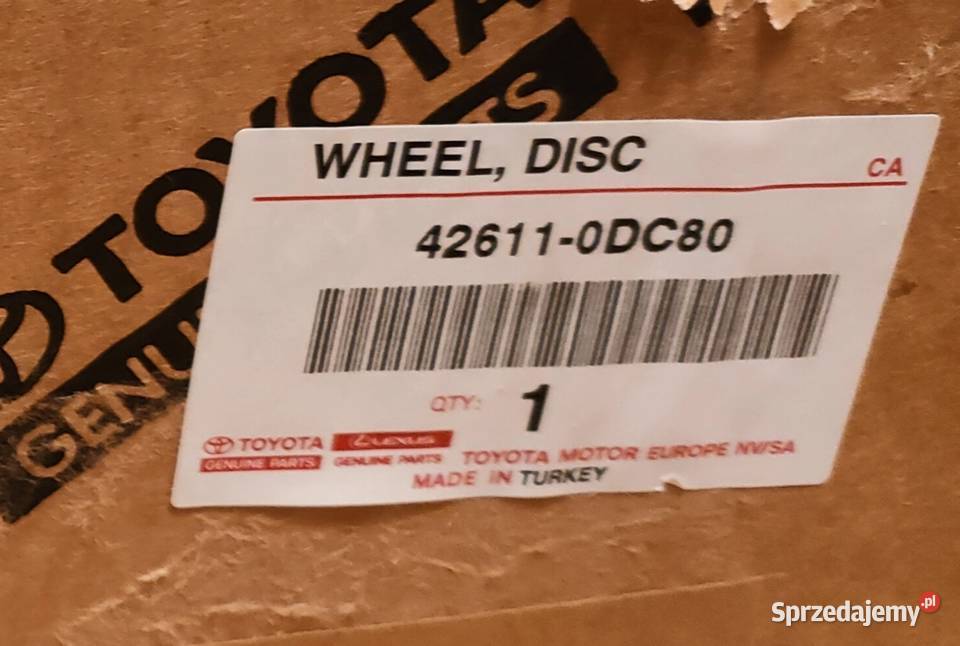 TOYOTA
GENUINE PARTS
WHEEL, DISC
CA
42611-0DC80
QTY: 1
TOYOTA LEXUS
GENUINE PARTS GENUINE PARTS TOYOTA MOTOR EUROPE NV/SA
MADE IN TURKEY
Sprzedajemy.pl